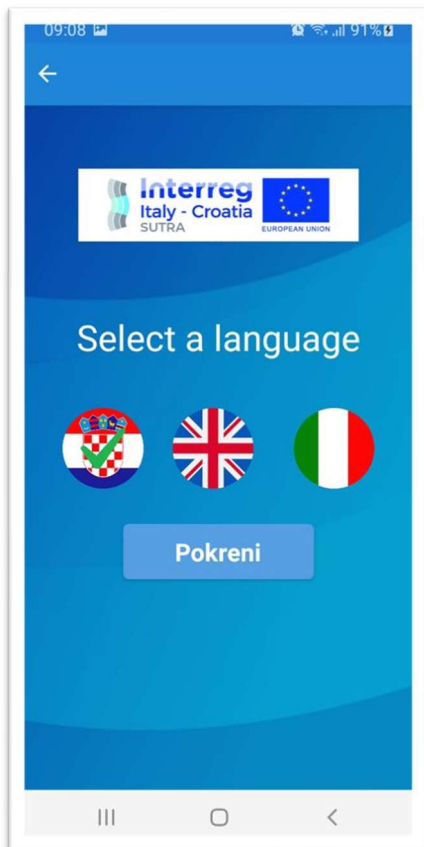 09:08 91%
Interreg
Italy - Croatia
SUTRA
EUROPEAN UNION
Select a language
Pokreni